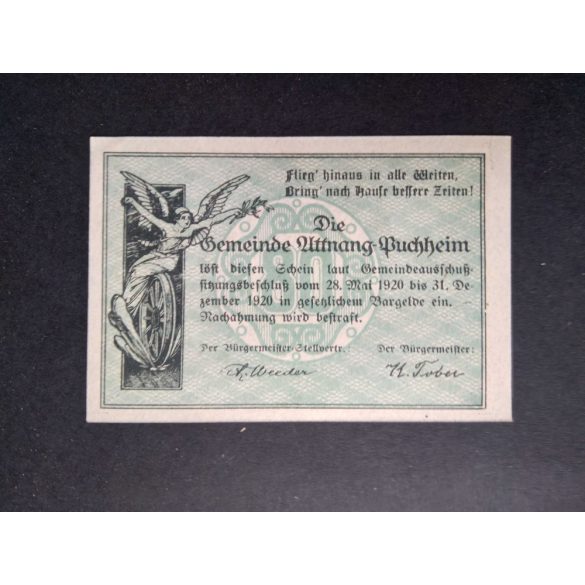 Flieg' hinaus in alle Weiten,
Bring' nach Hause bessere Zeiten!
Die
Gemeinde Attnang-Puchheim
löst diesen Schein laut Gemeindeausschuß-
sitzungsbeschluß vom 28. Mai 1920 bis 31. De-
zember 1920 in gesetzlichem Bargelde ein. –
Nachahmung wird bestraft.
Der Bürgermeister-Stellvertr.: Der Bürgermeister: